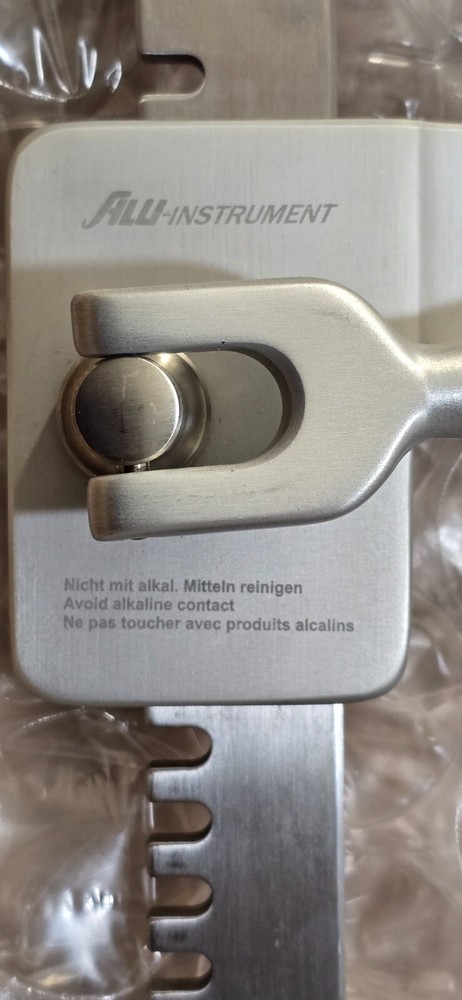 ALU-INSTRUMENT
Nicht mit alkal. Mitteln reinigen
Avoid alkaline contact
Ne pas toucher avec produits alcalins